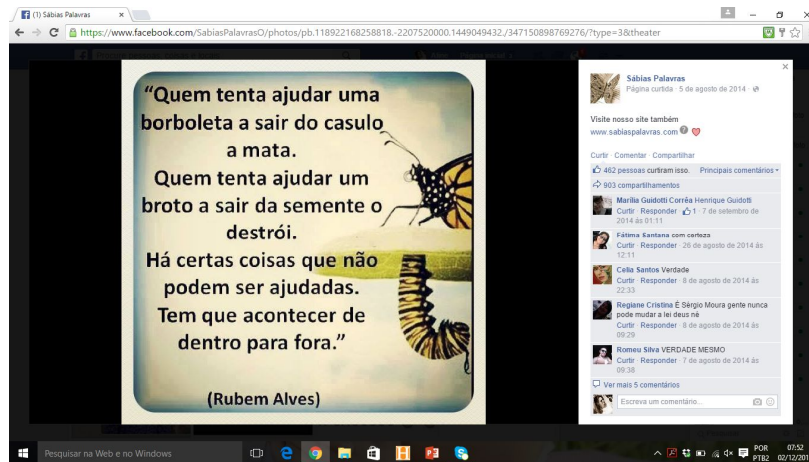 (1) Sábias Palavras
https://www.facebook.com/SabiasPalavrasO/photos/pb.118922168258818.-2207520000.1449049432./347150898769276/?type=3&theater
“Quem tenta ajudar uma
borboleta a sair do casulo
a mata.
Quem tenta ajudar um
broto a sair da semente o
destrói.
Há certas coisas que não
podem ser ajudadas.
Tem que acontecer de
dentro para fora.”
(Rubem Alves)
Sábias Palavras
Página curtida · 5 de agosto de 2014 ·
Visite nosso site também
www.sabiaspalavras.com
Curtir · Comentar · Compartilhar
462 pessoas curtiram isso. Principais comentários
903 compartilhamentos
Marília Guidotti Corrêa Henrique Guidotti
Curtir · Responder · 1 · 7 de setembro de
2014 às 01:11
Fátima Santana com certeza
Curtir · Responder · 26 de agosto de 2014 às
12:11
Celia Santos Verdade
Curtir · Responder · 8 de agosto de 2014 às
22:33
Regiane Cristina É Sérgio Moura gente nunca
pode mudar a lei deus né
Curtir · Responder · 8 de agosto de 2014 às
09:29
Romeu Silva VERDADE MESMO
Curtir · Responder · 7 de agosto de 2014 às
09:38
Ver mais 5 comentários
Escreva um comentário...
Pesquisar na Web e no Windows
POR 07:52
PTB2 02/12/201